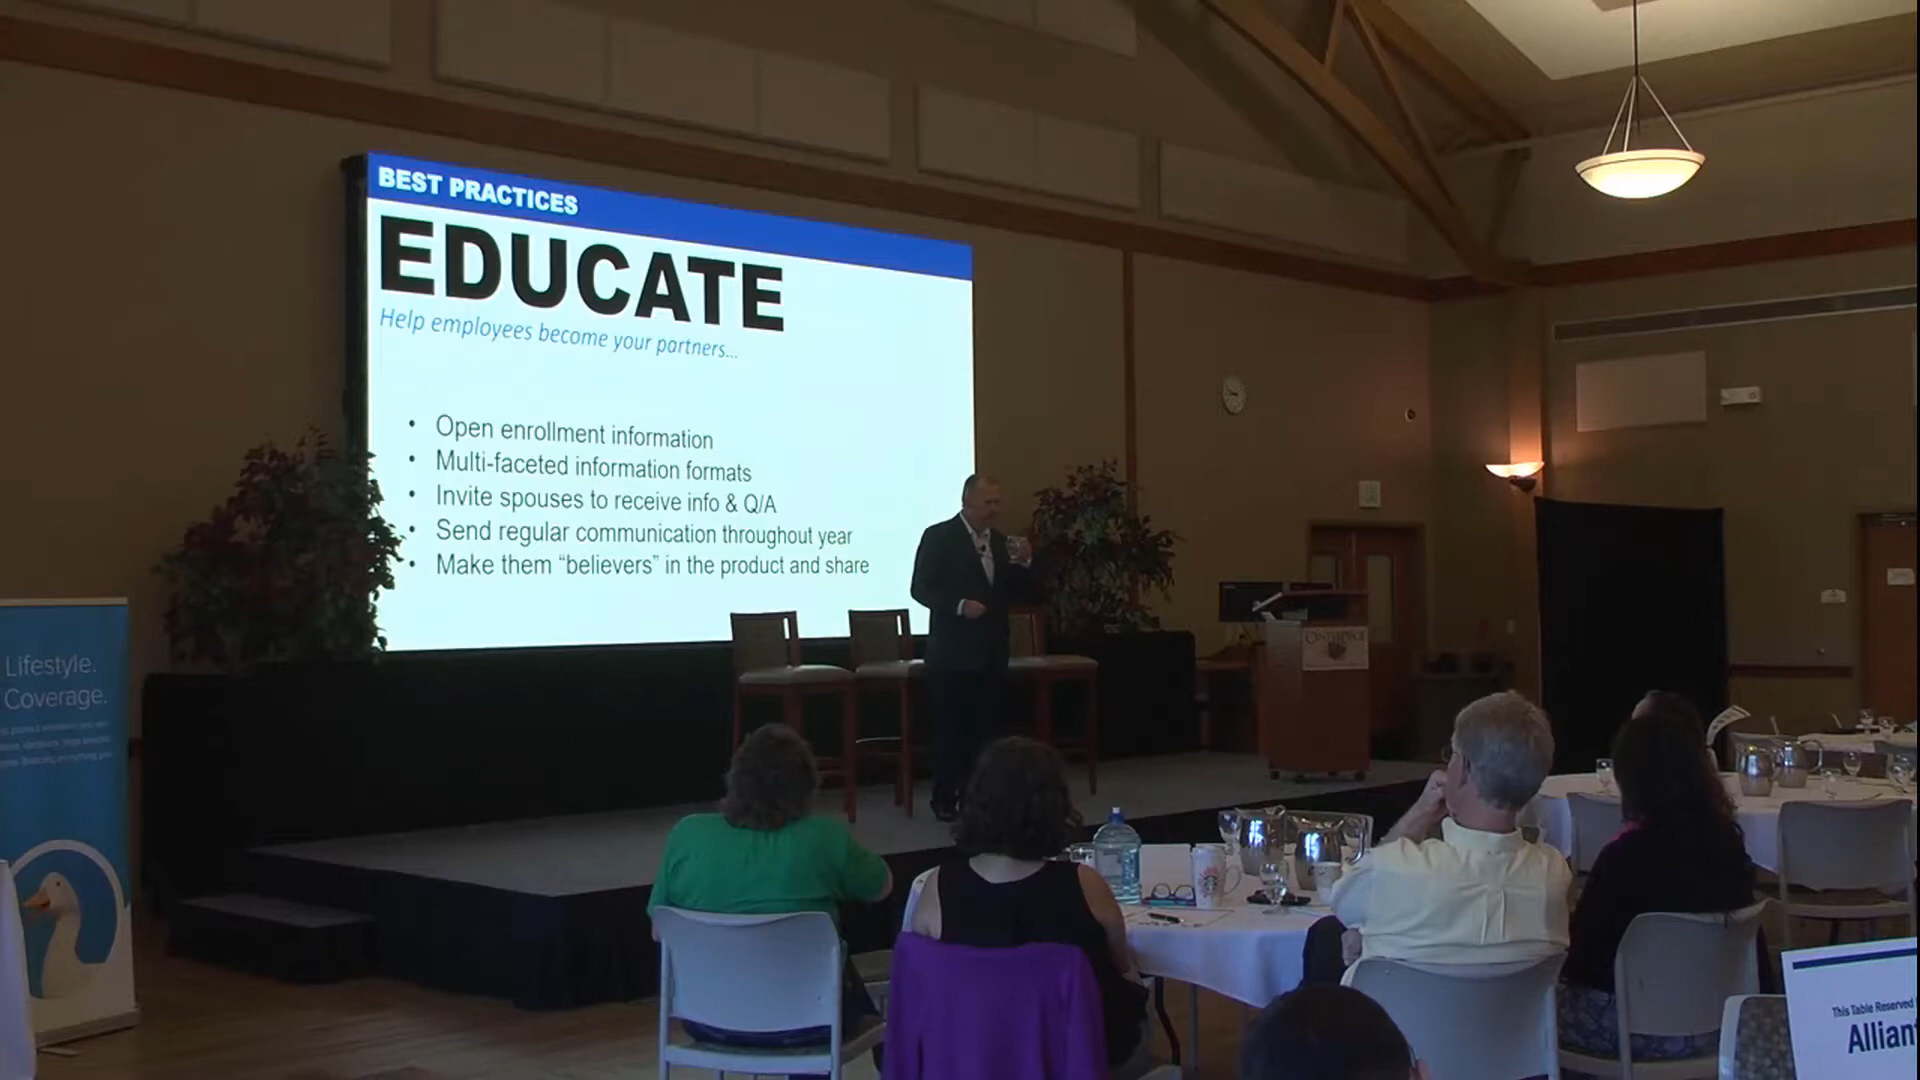 BEST PRACTICES
EDUCATE
Help employees become your partners...
• Open enrollment information
• Multi-faceted information formats
• Invite spouses to receive info & Q/A
• Send regular communication throughout year
• Make them “believers” in the product and share
Lifestyle.
Coverage.
This Table Reserved
Allian